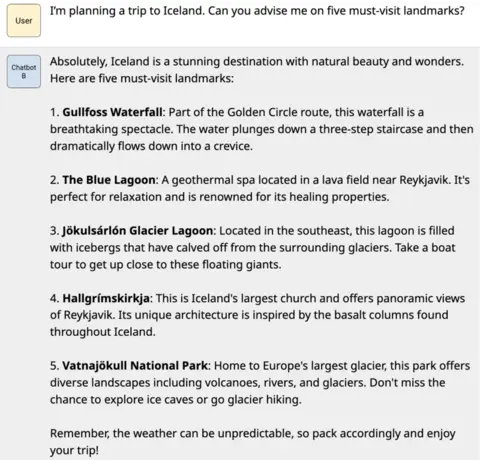 User
I'm planning a trip to Iceland. Can you advise me on five must-visit landmarks?
Chatbot
B
Absolutely, Iceland is a stunning destination with natural beauty and wonders.
Here are five must-visit landmarks:
1. Gullfoss Waterfall: Part of the Golden Circle route, this waterfall is a
breathtaking spectacle. The water plunges down a three-step staircase and then
dramatically flows down into a crevice.
2. The Blue Lagoon: A geothermal spa located in a lava field near Reykjavik. It's
perfect for relaxation and is renowned for its healing properties.
3. Jökulsárlón Glacier Lagoon: Located in the southeast, this lagoon is filled
with icebergs that have calved off from the surrounding glaciers. Take a boat
tour to get up close to these floating giants.
4. Hallgrímskirkja: This is Iceland's largest church and offers panoramic views
of Reykjavik. Its unique architecture is inspired by the basalt columns found
throughout Iceland.
5. Vatnajökull National Park: Home to Europe's largest glacier, this park offers
diverse landscapes including volcanoes, rivers, and glaciers. Don't miss the
chance to explore ice caves or go glacier hiking.
Remember, the weather can be unpredictable, so pack accordingly and enjoy
your trip!